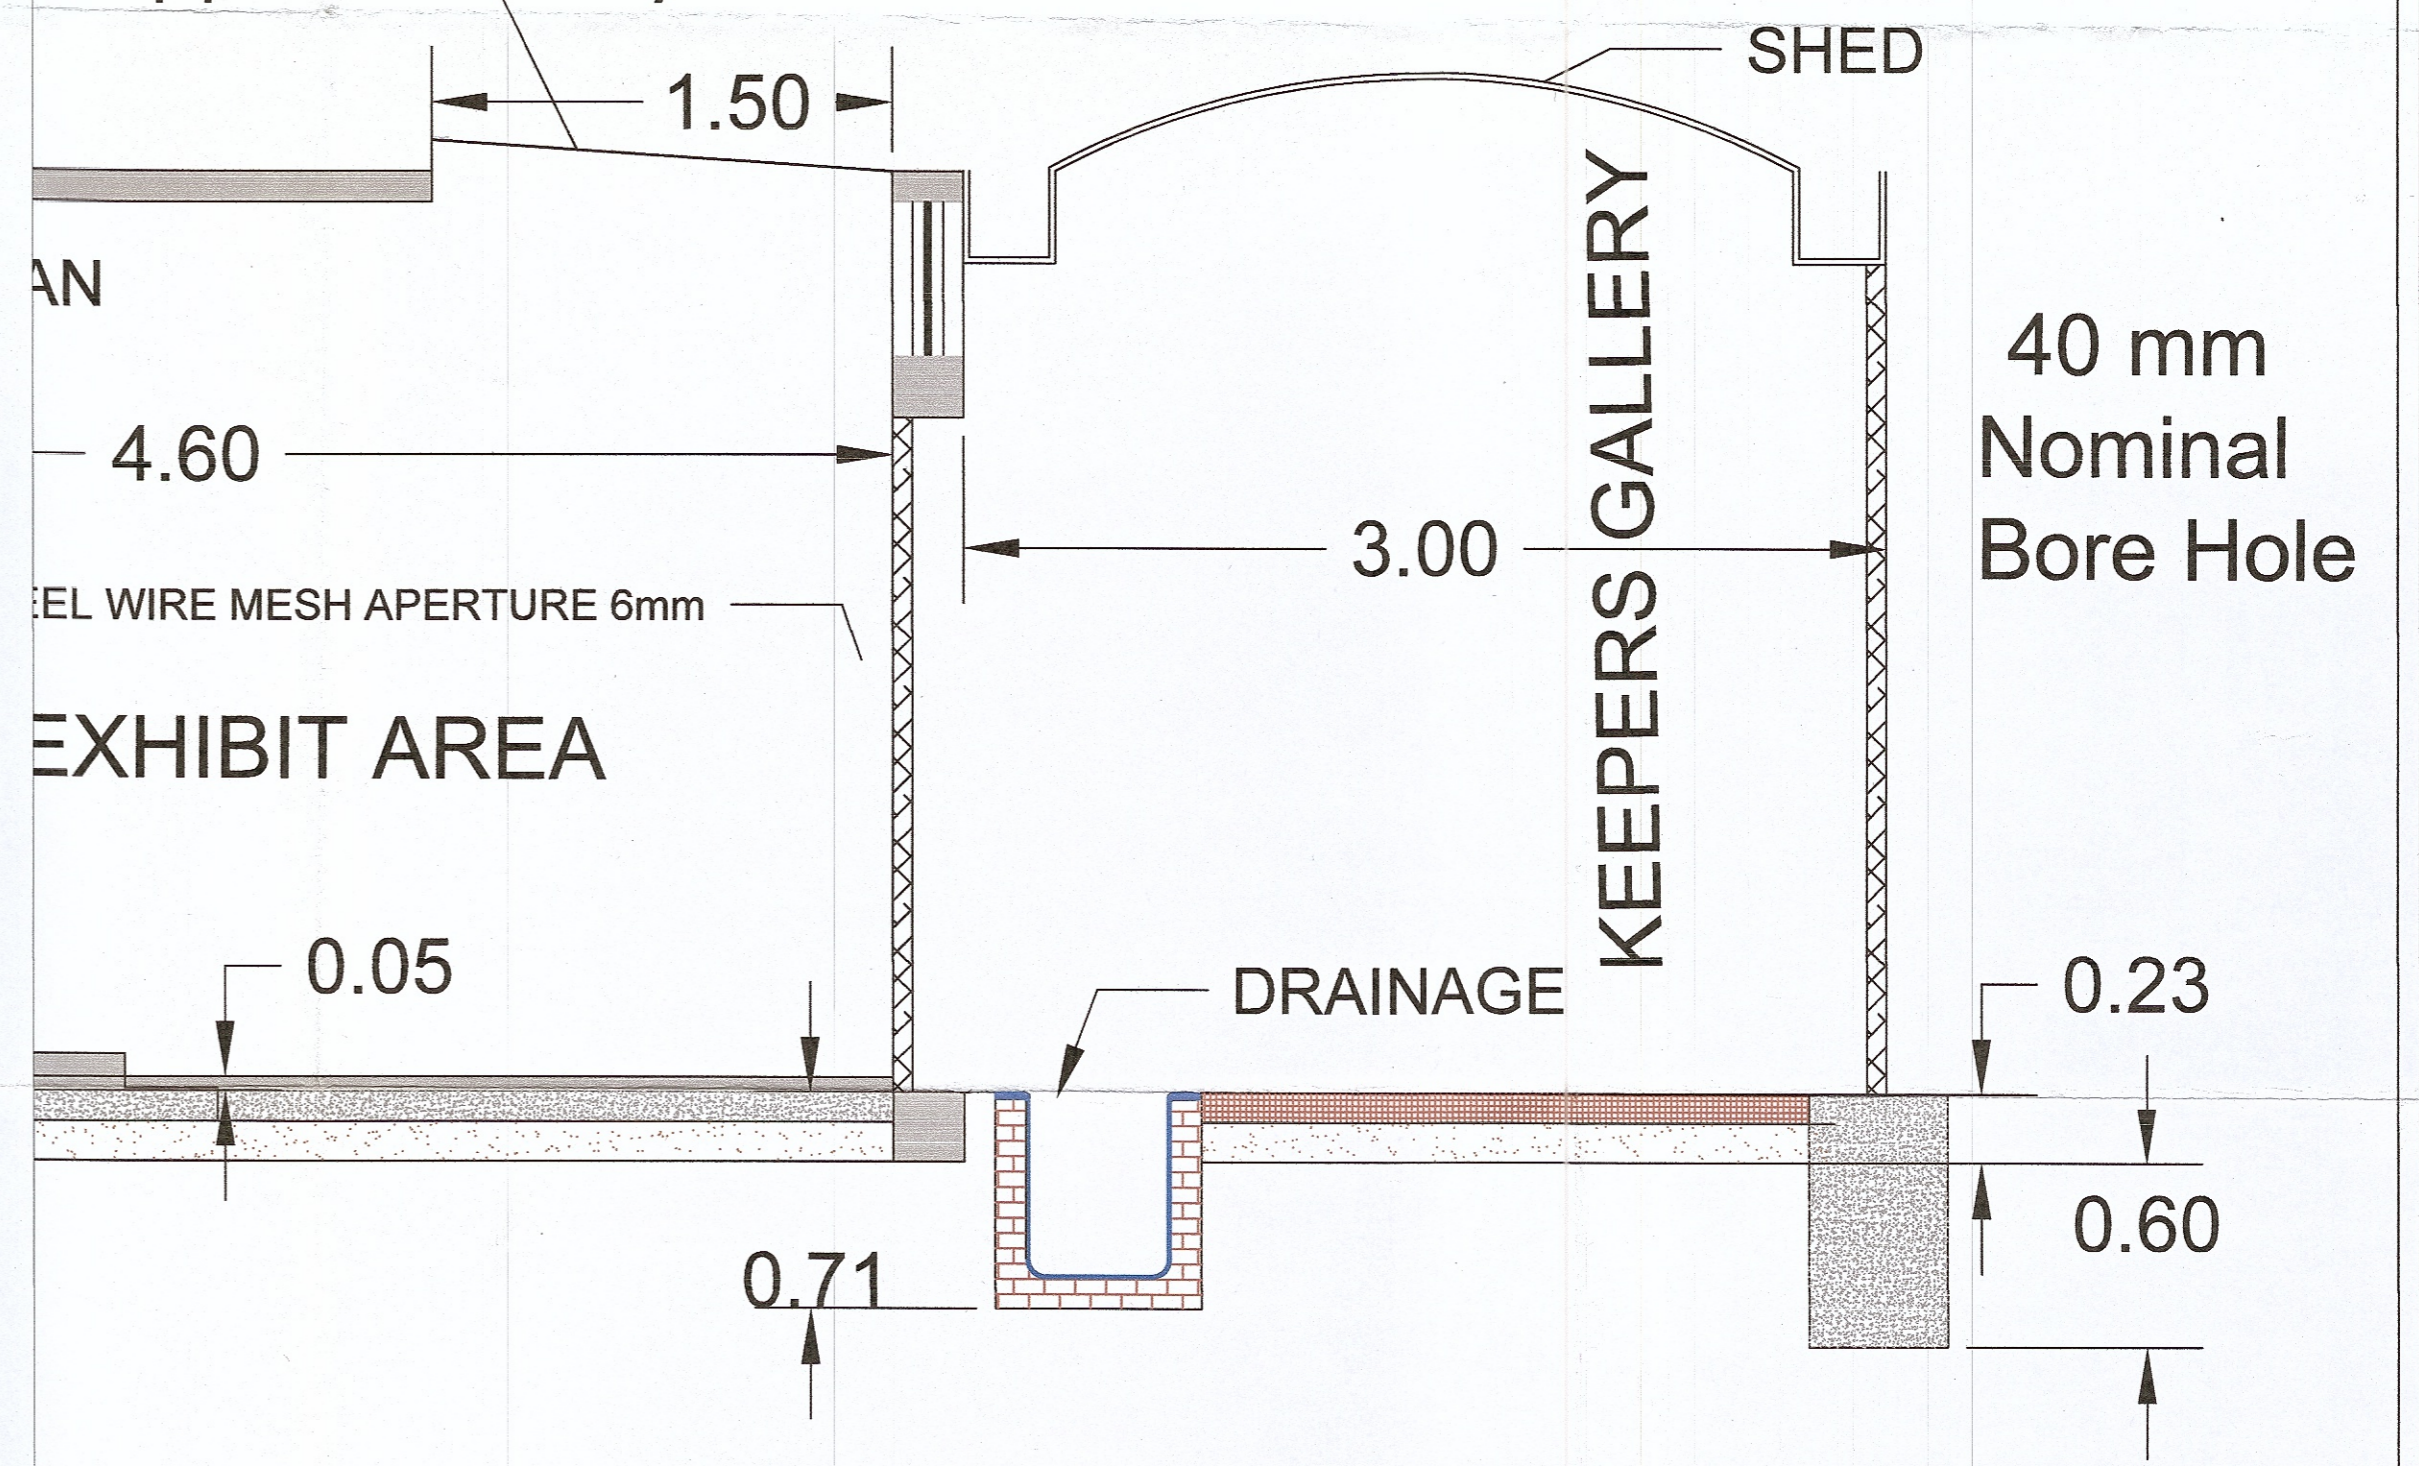 SHED
1.50
AN
40 mm
Nominal
Bore Hole
4.60
3.00
KEEPERS GALLERY
EEL WIRE MESH APERTURE 6mm
EXHIBIT AREA
0.05
DRAINAGE
0.23
0.60
0.71